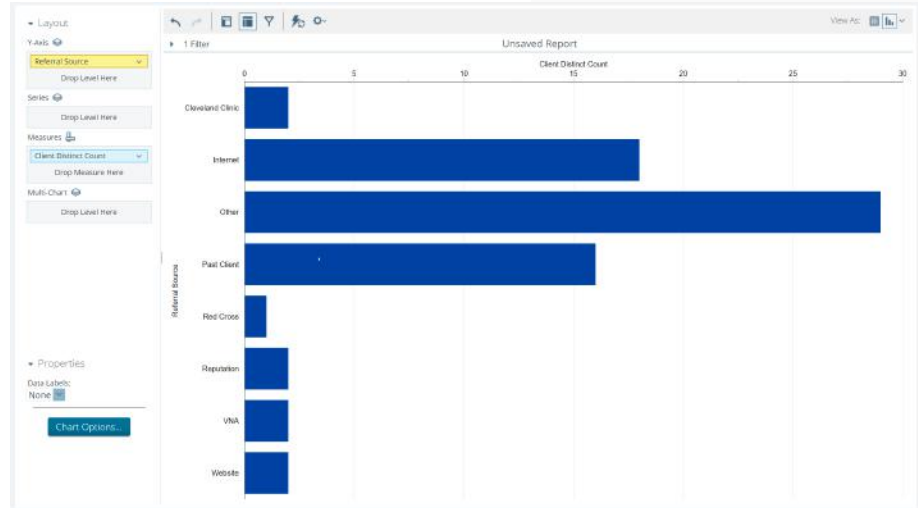 Layout
Y-Axis
Referral Source
Drop Level Here
Series
Drop Level Here
Measures
Client Distinct Count
Drop Measure Here
Multi-Chart
Drop Level Here
Properties
Data Labels:
None
Chart Options...
View As:
1 Filter
Unsaved Report
Client Distinct Count
0 5 10 15 20 25 30
Referral Source
Cleveland Clinic
Internet
Other
Past Client
Red Cross
Reputation
VNA
Website